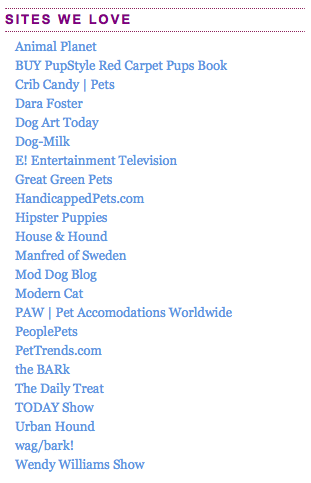 SITES WE LOVE
Animal Planet
BUY PupStyle Red Carpet Pups Book
Crib Candy | Pets
Dara Foster
Dog Art Today
Dog-Milk
E! Entertainment Television
Great Green Pets
HandicappedPets.com
Hipster Puppies
House & Hound
Manfred of Sweden
Mod Dog Blog
Modern Cat
PAW | Pet Accomodations Worldwide
PeoplePets
PetTrends.com
the BARk
The Daily Treat
TODAY Show
Urban Hound
wag/bark!
Wendy Williams Show